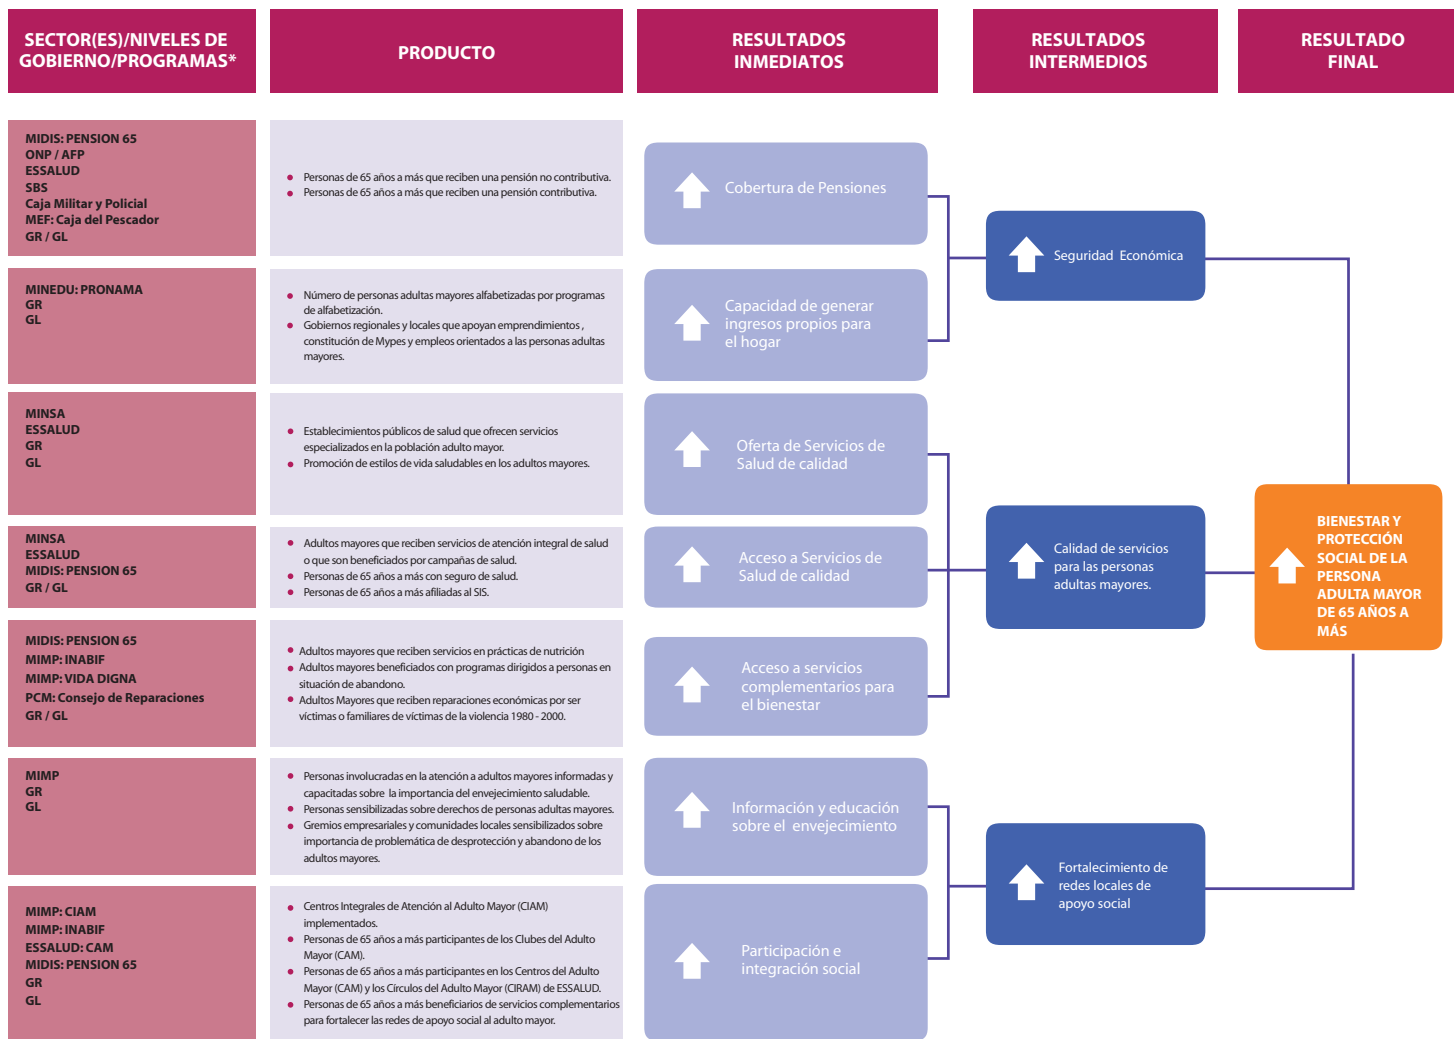 SECTOR(ES)/NIVELES DE
GOBIERNO/PROGRAMAS*
PRODUCTO
RESULTADOS
INMEDIATOS
RESULTADOS
INTERMEDIOS
RESULTADO
FINAL
MIDIS: PENSION 65
ONP / AFP
ESSALUD
SBS
Caja Militar y Policial
MEF: Caja del Pescador
GR / GL
Personas de 65 años a más que reciben una pensión no contributiva.
Personas de 65 años a más que reciben una pensión contributiva.
Cobertura de Pensiones
MINEDU: PRONAMA
GR
GL
Número de personas adultas mayores alfabetizadas por programas
de alfabetización.
Gobiernos regionales y locales que apoyan emprendimientos ,
constitución de Mypes y empleos orientados a las personas adultas
mayores.
Capacidad de generar
ingresos propios para
el hogar
Seguridad Económica
MINSA
ESSALUD
GR
GL
Establecimientos públicos de salud que ofrecen servicios
especializados en la población adulto mayor.
Promoción de estilos de vida saludables en los adultos mayores.
Oferta de Servicios de
Salud de calidad
MINSA
ESSALUD
MIDIS: PENSION 65
GR / GL
Adultos mayores que reciben servicios de atención integral de salud
o que son beneficiados por campañas de salud.
Personas de 65 años a más con seguro de salud.
Personas de 65 años a más afiliadas al SIS.
Acceso a Servicios de
Salud de calidad
Calidad de servicios
para las personas
adultas mayores.
BIENESTAR Y
PROTECCIÓN
SOCIAL DE LA
PERSONA
ADULTA MAYOR
DE 65 AÑOS A
MÁS
MIDIS: PENSION 65
MIMP: INABIF
MIMP: VIDA DIGNA
PCM: Consejo de Reparaciones
GR / GL
Adultos mayores que reciben servicios en prácticas de nutrición
Adultos mayores beneficiados con programas dirigidos a personas en
situación de abandono.
Adultos Mayores que reciben reparaciones económicas por ser
víctimas o familiares de víctimas de la violencia 1980 - 2000.
Acceso a servicios
complementarios para
el bienestar
MIMP
GR
GL
Personas involucradas en la atención a adultos mayores informadas y
capacitadas sobre la importancia del envejecimiento saludable.
Personas sensibilizadas sobre derechos de personas adultas mayores.
Gremios empresariales y comunidades locales sensibilizados sobre
importancia de problemática de desprotección y abandono de los
adultos mayores.
Información y educación
sobre el envejecimiento
Fortalecimiento de
redes locales de
apoyo social
MIMP: CIAM
MIMP: INABIF
ESSALUD: CAM
MIDIS: PENSION 65
GR
GL
Centros Integrales de Atención al Adulto Mayor (CIAM)
implementados.
Personas de 65 años a más participantes de los Clubes del Adulto
Mayor (CAM).
Personas de 65 años a más participantes en los Centros del Adulto
Mayor (CAM) y los Círculos del Adulto Mayor (CIRAM) de ESSALUD.
Personas de 65 años a más beneficiarios de servicios complementarios
para fortalecer las redes de apoyo social al adulto mayor.
Participación e
integración social